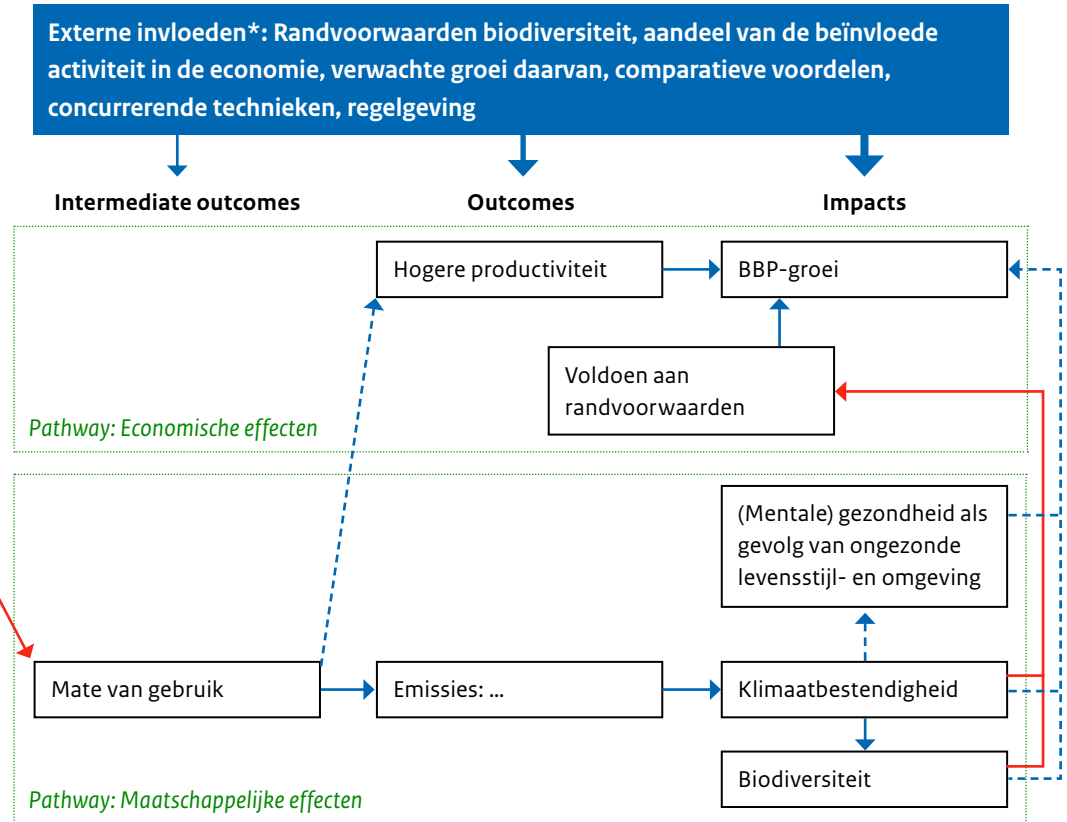 Externe invloeden*: Randvoorwaarden biodiversiteit, aandeel van de beïnvloede
activiteit in de economie, verwachte groei daarvan, comparatieve voordelen,
concurrerende technieken, regelgeving
Intermediate outcomes
Outcomes
Impacts
Hogere productiviteit
BBP-groei
Voldoen aan
randvoorwaarden
Pathway: Economische effecten
(Mentale) gezondheid als
gevolg van ongezonde
levensstijl- en omgeving
Mate van gebruik
Emissies: ...
Klimaatbestendigheid
Biodiversiteit
Pathway: Maatschappelijke effecten